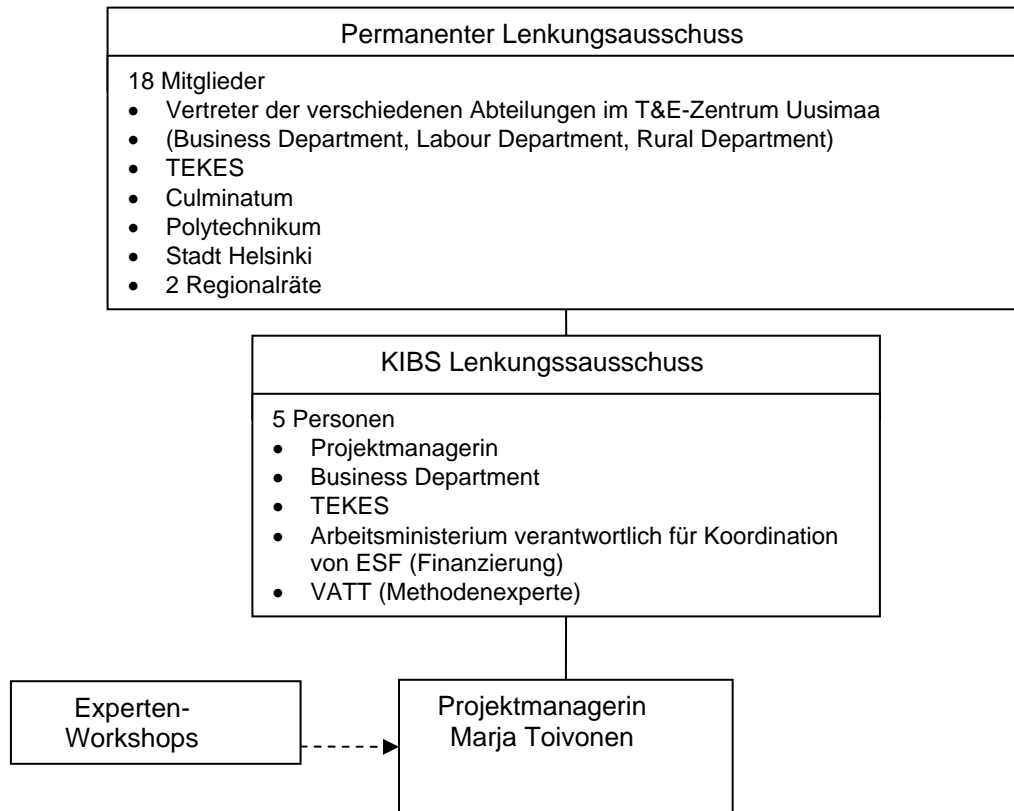 Permanenter Lenkungsausschuss
18 Mitglieder
• Vertreter der verschiedenen Abteilungen im T&E-Zentrum Uusimaa
• (Business Department, Labour Department, Rural Department)
• TEKES
• Culminatum
• Polytechnikum
• Stadt Helsinki
• 2 Regionalräte
KIBS Lenkungssausschuss
5 Personen
• Projektmanagerin
• Business Department
• TEKES
• Arbeitsministerium verantwortlich für Koordination
von ESF (Finanzierung)
• VATT (Methodenexperte)
Experten-
Workshops
Projektmanagerin
Marja Toivonen